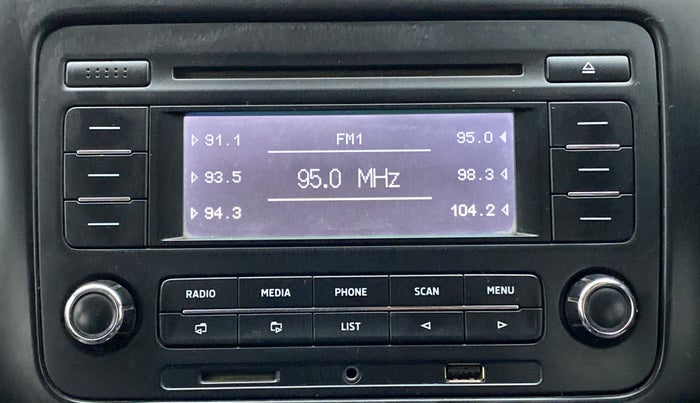 91.1 FM1 95.0
93.5 95.0 MHz 98.3
94.3 104.2
RADIO MEDIA PHONE SCAN MENU
LIST